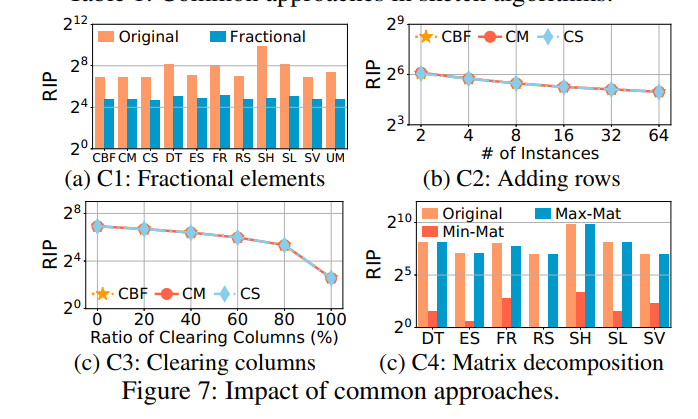 Table 1: Common approaches in sketch algorithms.
2^12
2^8
2^4
2^0
RIP
Original
Fractional
CBF CM CS DT ES FR RS SH SL SV UM
(a) C1: Fractional elements
2^9
2^6
2^3
RIP
CBF CM CS
2 4 8 16 32 64
# of Instances
(b) C2: Adding rows
2^8
2^4
2^0
RIP
CBF CM CS
0 20 40 60 80 100
Ratio of Clearing Columns (%)
(c) C3: Clearing columns
2^10
2^5
2^0
RIP
Original Max-Mat
Min-Mat
DT ES FR RS SH SL SV
(c) C4: Matrix decomposition
Figure 7: Impact of common approaches.